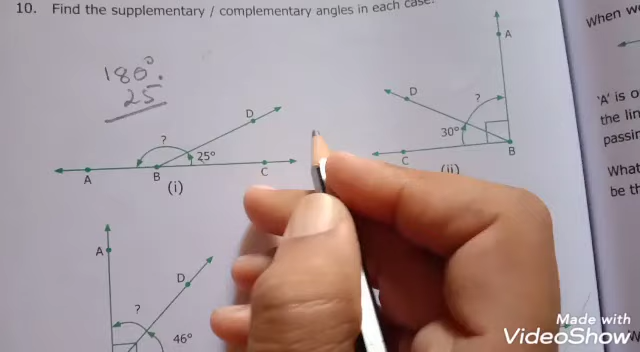 10. Find the supplementary / complementary angles in each case.
When w
180°.
25
A
D
?
25°
A
B
C
(i)
D
?
30°
C
B
(ii)
'A' is o
the lin
passir
What
be th
A
D
?
46°
Made with
VideoShow